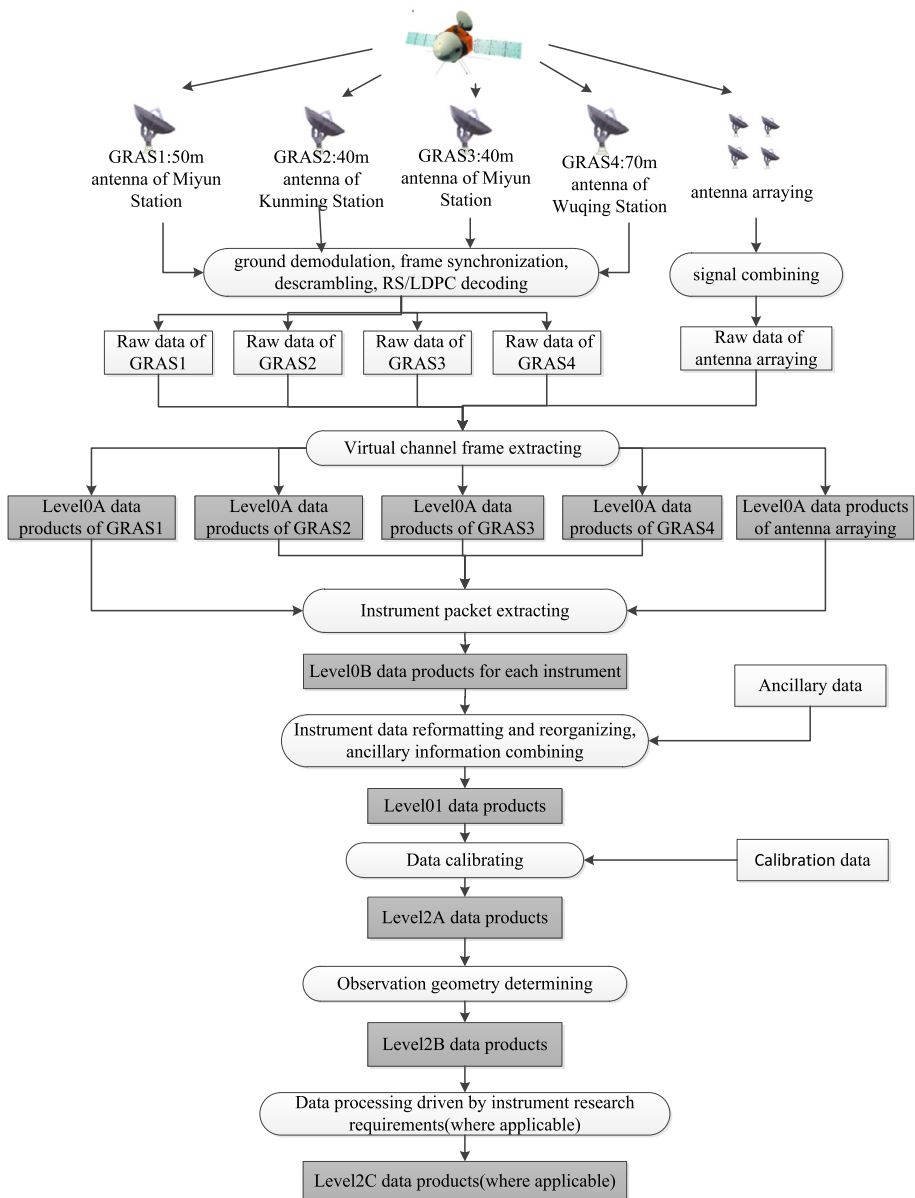 GRAS1:50m
antenna of Miyun
Station
GRAS2:40m
antenna of
Kunming Station
GRAS3:40m
antenna of Miyun
Station
GRAS4:70m
antenna of
Wuqing Station
antenna arraying
ground demodulation, frame synchronization,
descrambling, RS/LDPC decoding
signal combining
Raw data of
GRAS1
Raw data of
GRAS2
Raw data of
GRAS3
Raw data of
GRAS4
Raw data of
antenna arraying
Virtual channel frame extracting
Level0A data
products of GRAS1
Level0A data
products of GRAS2
Level0A data
products of GRAS3
Level0A data
products of GRAS4
Level0A data products
of antenna arraying
Instrument packet extracting
Level0B data products for each instrument
Ancillary data
Instrument data reformatting and reorganizing,
ancillary information combining
Level01 data products
Data calibrating
Calibration data
Level2A data products
Observation geometry determining
Level2B data products
Data processing driven by instrument research
requirements(where applicable)
Level2C data products(where applicable)